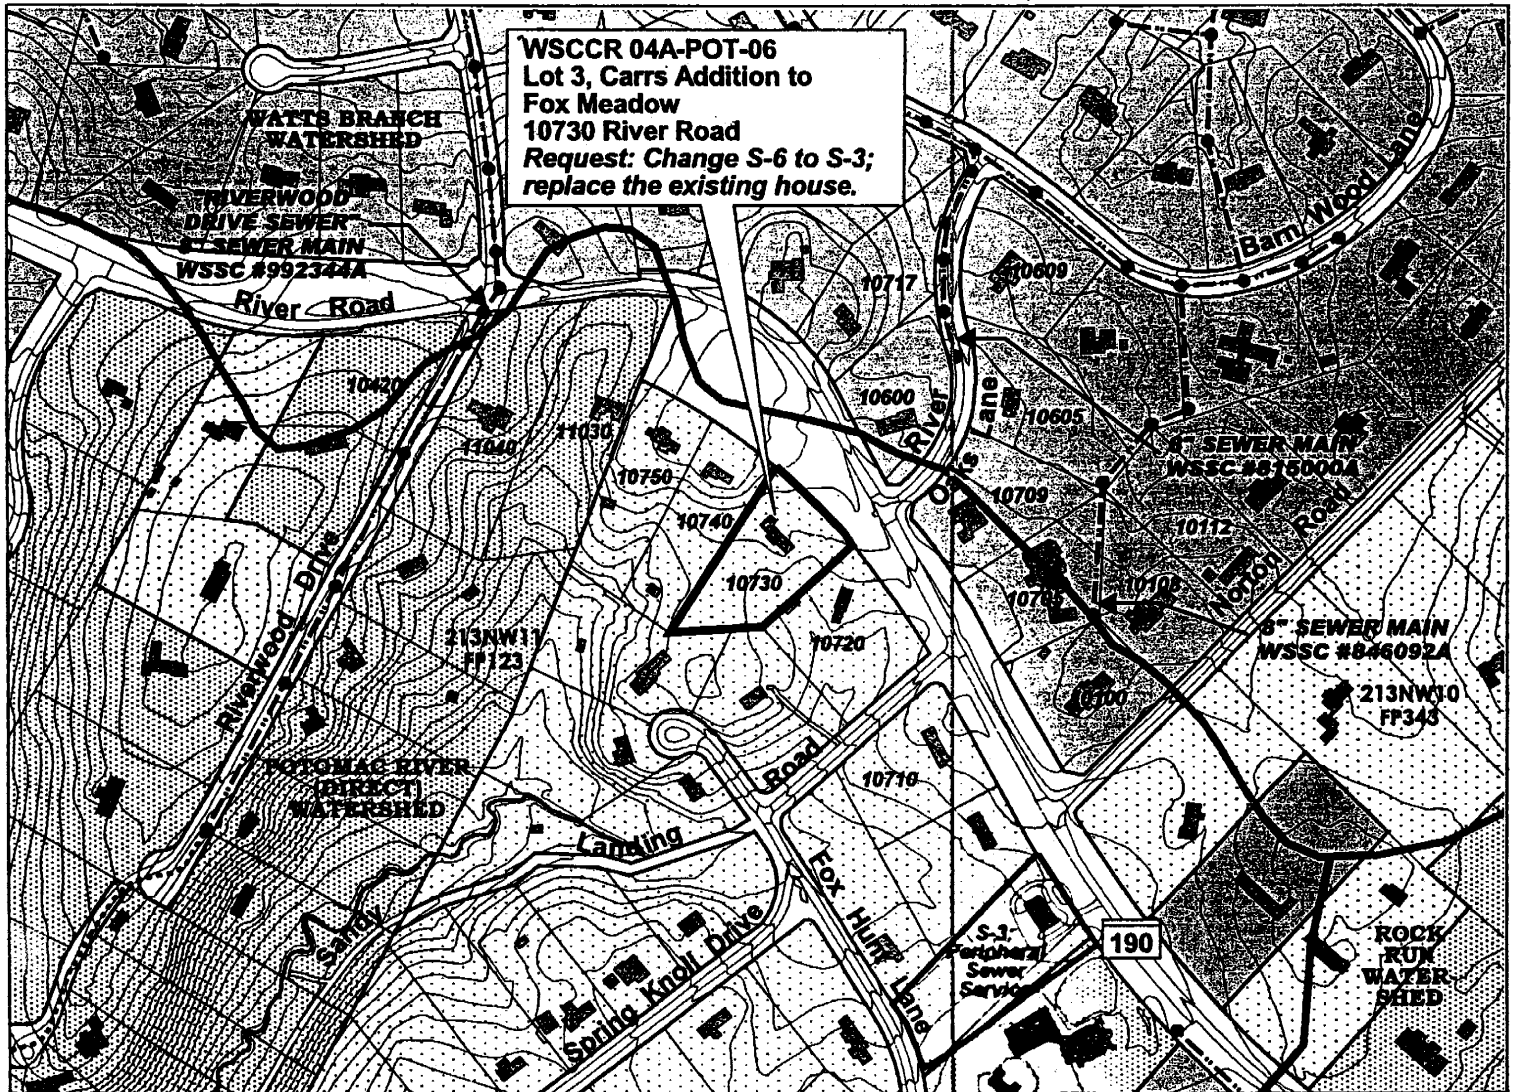 WSCCR 04A-POT-06
Lot 3, Carrs Addition to
Fox Meadow
10730 River Road
Request: Change S-6 to S-3;
replace the existing house.
WATTS BRANCH
WATERSHED
"RIVERWOOD
DRIVE SEWER"
8" SEWER MAIN
WSSC #992344A
River Road
10420
11040
11030
10750
10740
10730
10720
10717
10609
10600
10605
River
Oaks
Lane
Barn Wood Lane
10709
8" SEWER MAIN
WSSC #815000A
10112
Norton Road
10108
10705
8" SEWER MAIN
WSSC #846092A
10100
213NW10
FP343
213NW11
FP123
Riverwood Drive
POTOMAC RIVER
(DIRECT)
WATERSHED
Sandy
Landing
Road
10710
Fox Hunt Lane
Spring Knoll Drive
S-3;
Peripheral
Sewer
Service
190
ROCK
RUN
WATER-
SHED